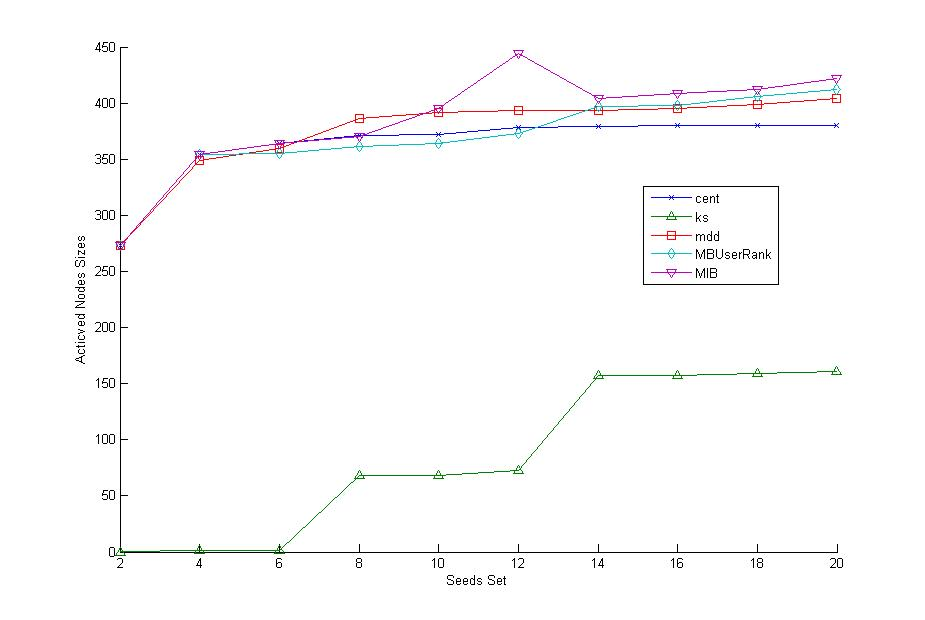 450
400
350
300
250
200
150
100
50
0
Acticved Nodes Sizes
cent
ks
mdd
MBUserRank
MIB
2 4 6 8 10 12 14 16 18 20
Seeds Set